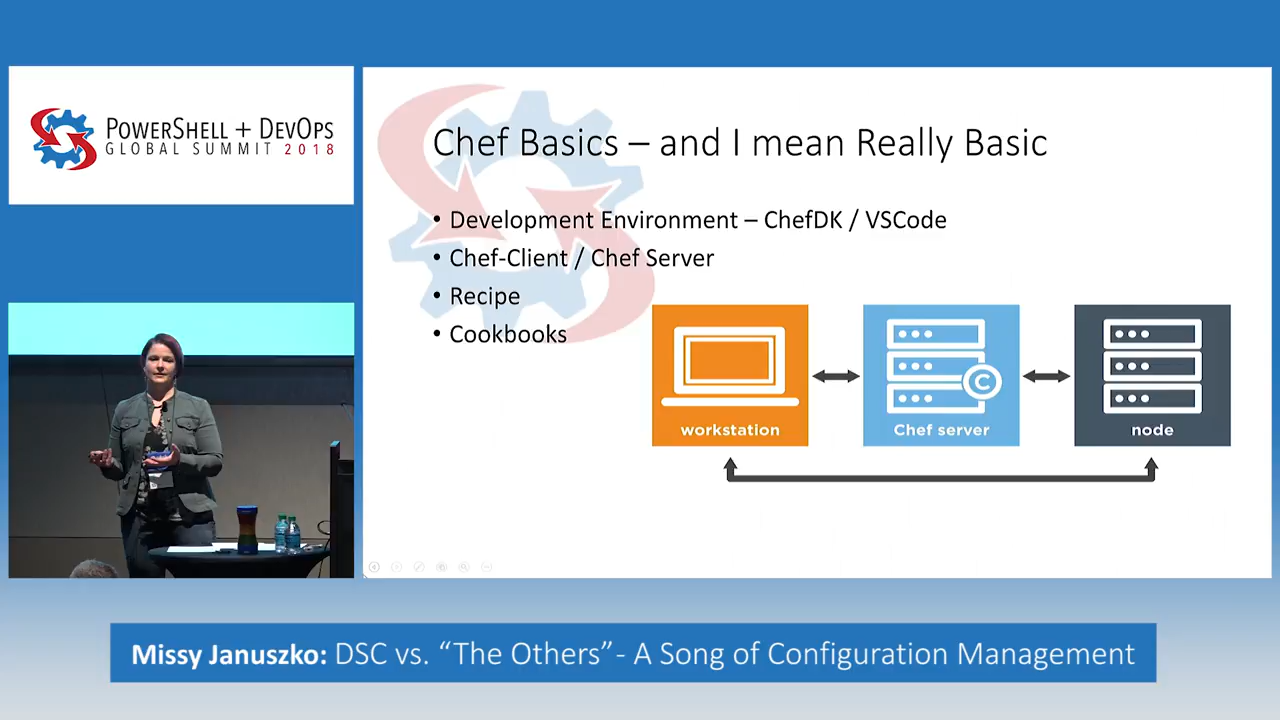 POWERSHELL + DEVOPS
GLOBAL SUMMIT 2018
Chef Basics – and I mean Really Basic
• Development Environment – ChefDK / VSCode
• Chef-Client / Chef Server
• Recipe
• Cookbooks
C
workstation
Chef server
node
Missy Januszko: DSC vs. “The Others”- A Song of Configuration Management